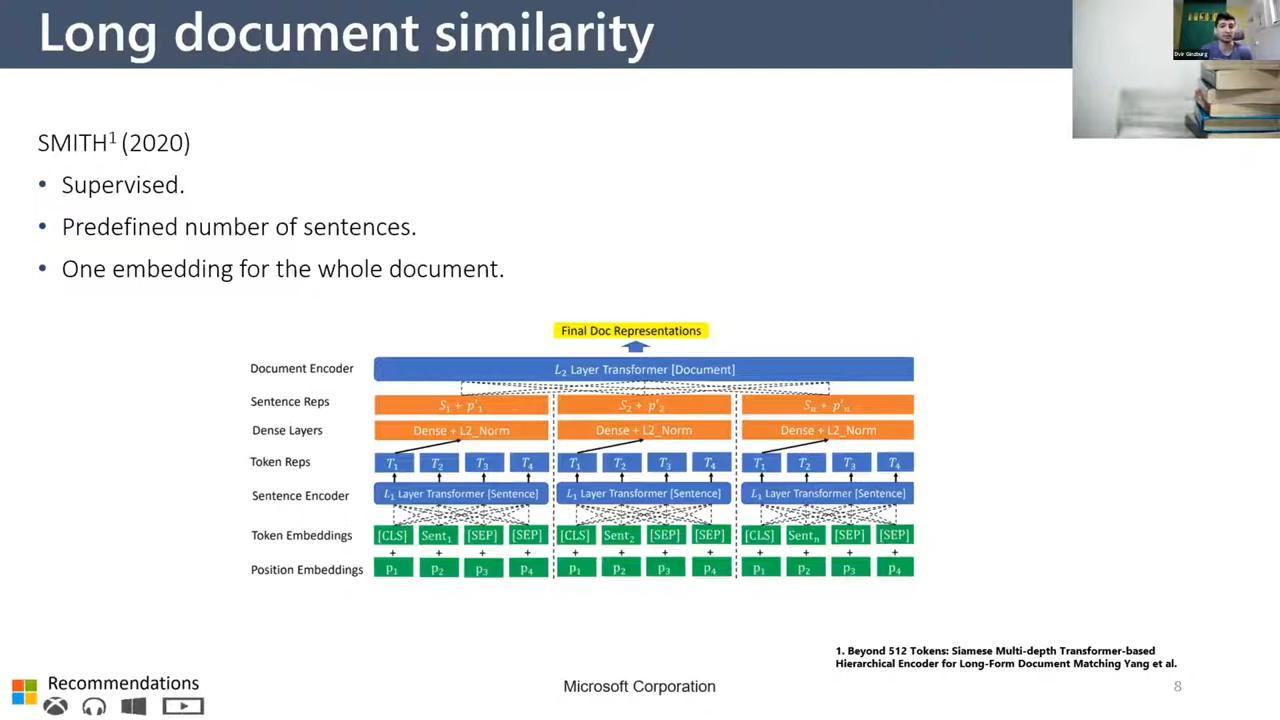 Long document similarity
Dvir Ginzburg
SMITH¹ (2020)
• Supervised.
• Predefined number of sentences.
• One embedding for the whole document.
Final Doc Representations
Document Encoder L₂ Layer Transformer [Document]
Sentence Reps S₁ + p'₁ S₂ + p'₂ Sₙ + p'ₙ
Dense Layers Dense + L2_Norm Dense + L2_Norm Dense + L2_Norm
Token Reps T₁ T₂ T₃ T₄ T₁ T₂ T₃ T₄ T₁ T₂ T₃ T₄
Sentence Encoder L₁ Layer Transformer [Sentence] L₁ Layer Transformer [Sentence] L₁ Layer Transformer [Sentence]
Token Embeddings [CLS] Sent₁ [SEP] [SEP] [CLS] Sent₂ [SEP] [SEP] [CLS] Sentₙ [SEP] [SEP]
+ + + + + + + + + + + +
Position Embeddings p₁ p₂ p₃ p₄ p₁ p₂ p₃ p₄ p₁ p₂ p₃ p₄
1. Beyond 512 Tokens: Siamese Multi-depth Transformer-based
Hierarchical Encoder for Long-Form Document Matching Yang et al.
Recommendations
Microsoft Corporation
8